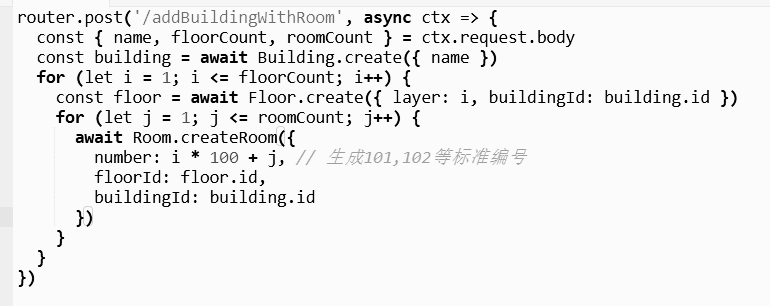 router.post('/addBuildingWithRoom', async ctx => {
  const { name, floorCount, roomCount } = ctx.request.body
  const building = await Building.create({ name })
  for (let i = 1; i <= floorCount; i++) {
    const floor = await Floor.create({ layer: i, buildingId: building.id })
    for (let j = 1; j <= roomCount; j++) {
      await Room.createRoom({
        number: i * 100 + j, // 生成101,102等标准编号
        floorId: floor.id,
        buildingId: building.id
      })
    }
  }
})